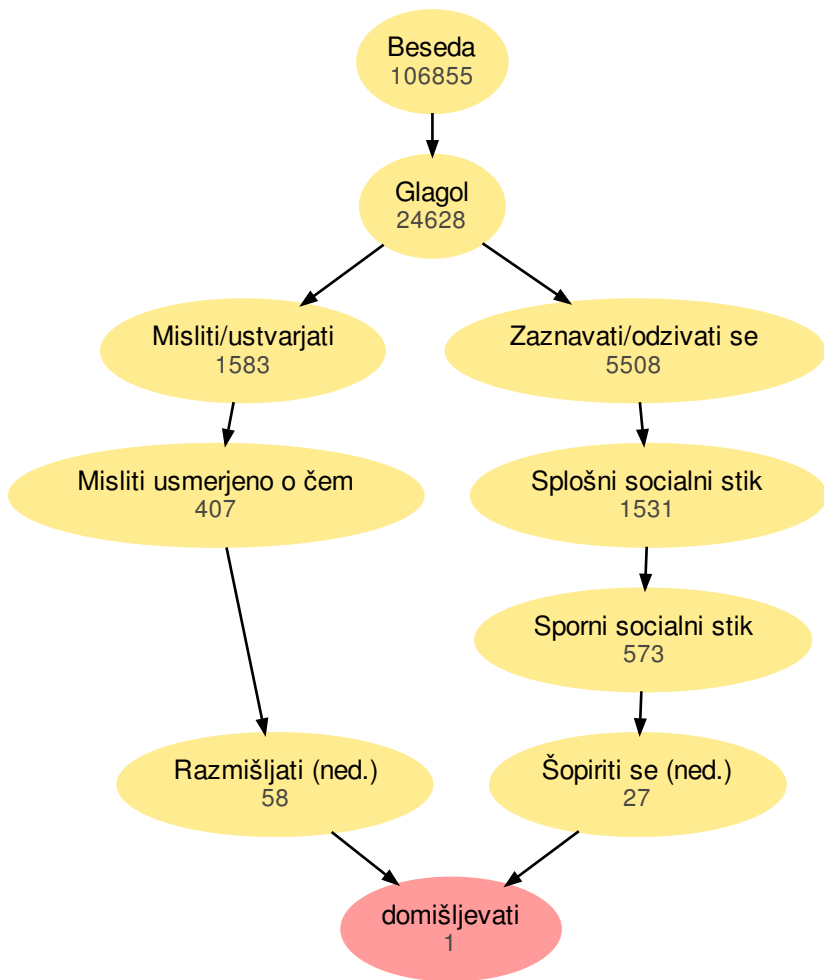 Beseda
106855
Glagol
24628
Misliti/ustvarjati
1583
Zaznavati/odzivati se
5508
Misliti usmerjeno o čem
407
Splošni socialni stik
1531
Sporni socialni stik
573
Razmišljati (ned.)
58
Šopiriti se (ned.)
27
domišljevati
1